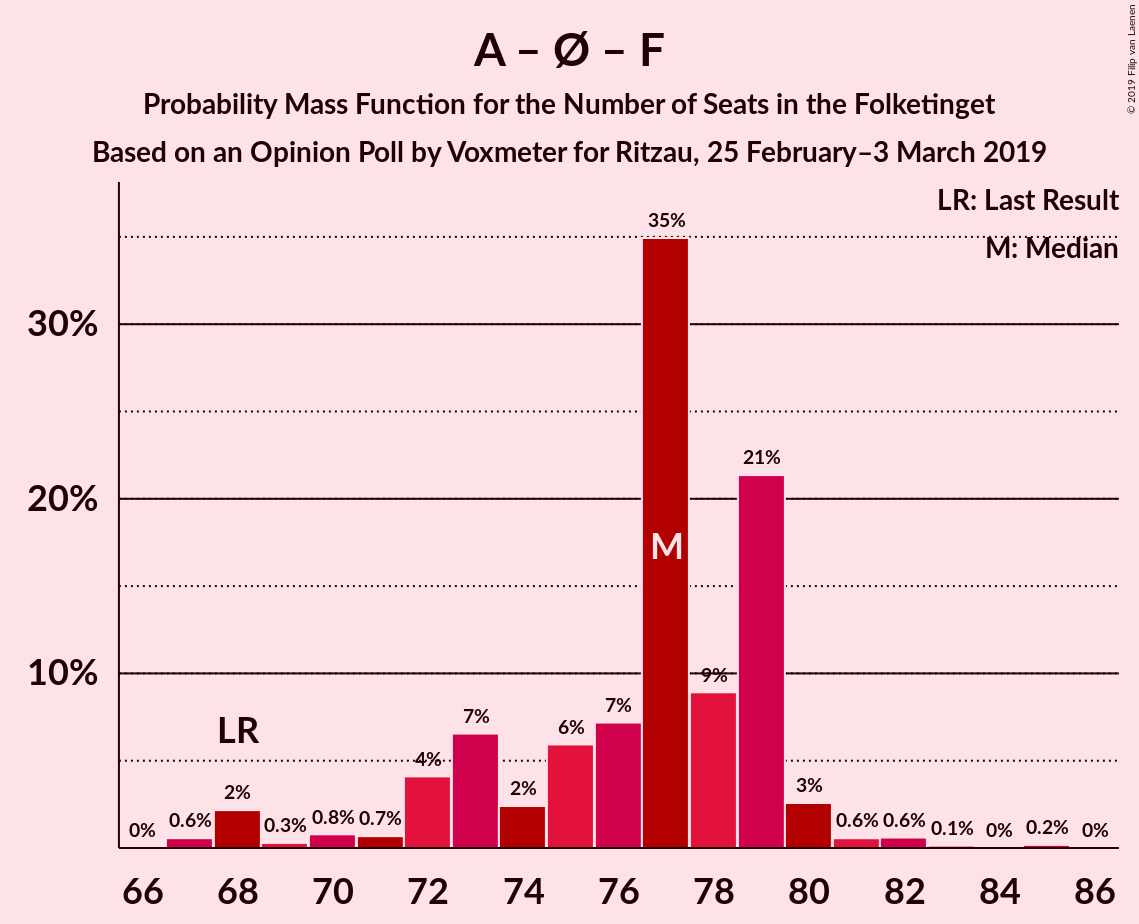 A – Ø – F
Probability Mass Function for the Number of Seats in the Folketinget
Based on an Opinion Poll by Voxmeter for Ritzau, 25 February–3 March 2019
© 2019 Filip van Laenen
LR: Last Result
M: Median
35%
30%
21%
20%
M
10%
9%
LR
7%
7%
6%
4%
3%
2%
2%
0%
0.6%
0.3%
0.8%
0.7%
0.6%
0.6%
0.1%
0%
0.2%
0%
66 68 70 72 74 76 78 80 82 84 86